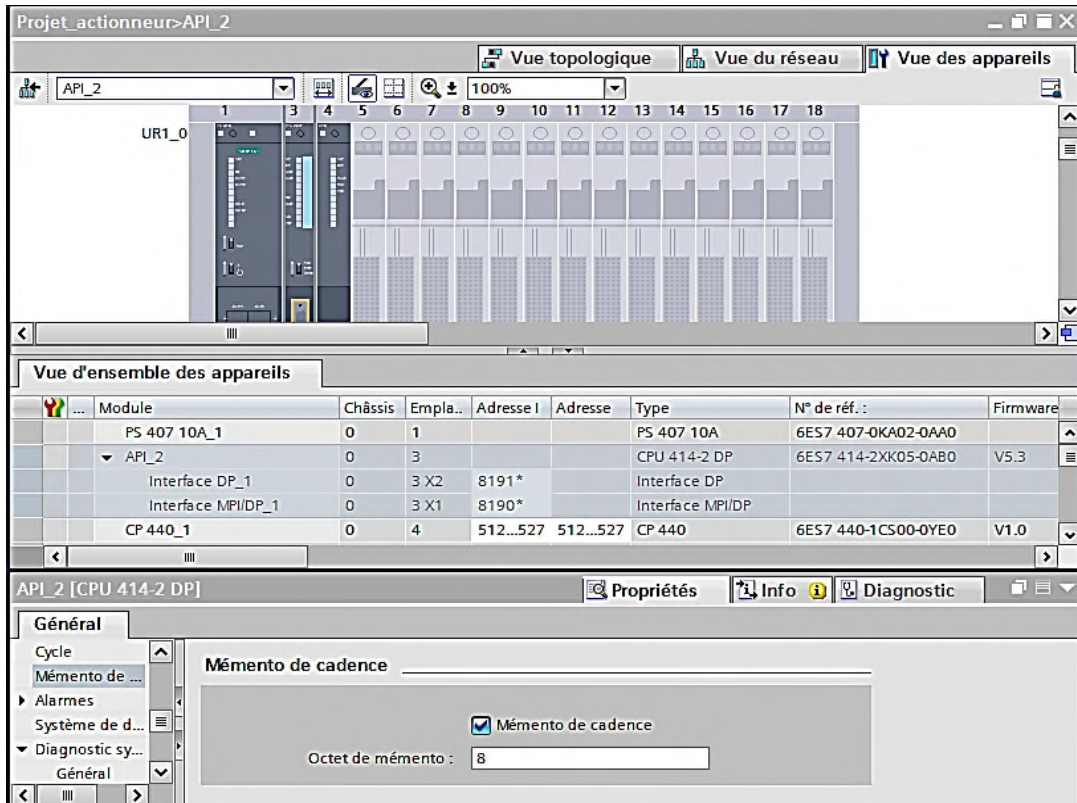 Projet_actionneur>API_2
Vue topologique Vue du réseau Vue des appareils
API_2 100%
1 3 4 5 6 7 8 9 10 11 12 13 14 15 16 17 18
UR1_0
Vue d'ensemble des appareils
... Module Châssis Empla.. Adresse I Adresse Type N° de réf. : Firmware
PS 407 10A_1 0 1 PS 407 10A 6ES7 407-0KA02-0AA0
API_2 0 3 CPU 414-2 DP 6ES7 414-2XK05-0AB0 V5.3
Interface DP_1 0 3 X2 8191* Interface DP
Interface MPI/DP_1 0 3 X1 8190* Interface MPI/DP
CP 440_1 0 4 512...527 512...527 CP 440 6ES7 440-1CS00-0YE0 V1.0
API_2 [CPU 414-2 DP] Propriétés Info Diagnostic
Général
Cycle
Mémento de ...
Alarmes
Système de d...
Diagnostic sy...
Général
Mémento de cadence
Mémento de cadence
Octet de mémento : 8